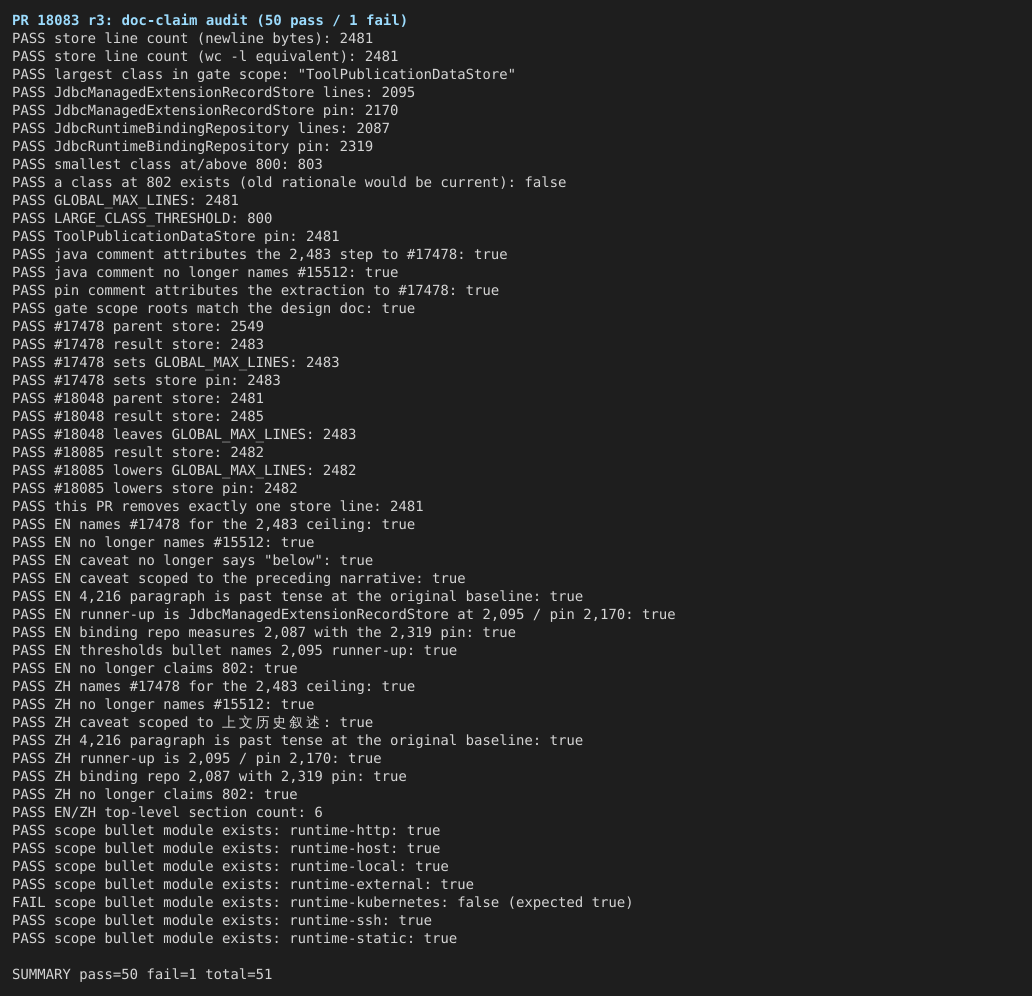 PR 18083 r3: doc-claim audit (50 pass / 1 fail)
PASS store line count (newline bytes): 2481
PASS store line count (wc -l equivalent): 2481
PASS largest class in gate scope: "ToolPublicationDataStore"
PASS JdbcManagedExtensionRecordStore lines: 2095
PASS JdbcManagedExtensionRecordStore pin: 2170
PASS JdbcRuntimeBindingRepository lines: 2087
PASS JdbcRuntimeBindingRepository pin: 2319
PASS smallest class at/above 800: 803
PASS a class at 802 exists (old rationale would be current): false
PASS GLOBAL_MAX_LINES: 2481
PASS LARGE_CLASS_THRESHOLD: 800
PASS ToolPublicationDataStore pin: 2481
PASS java comment attributes the 2,483 step to #17478: true
PASS java comment no longer names #15512: true
PASS pin comment attributes the extraction to #17478: true
PASS gate scope roots match the design doc: true
PASS #17478 parent store: 2549
PASS #17478 result store: 2483
PASS #17478 sets GLOBAL_MAX_LINES: 2483
PASS #17478 sets store pin: 2483
PASS #18048 parent store: 2481
PASS #18048 result store: 2485
PASS #18048 leaves GLOBAL_MAX_LINES: 2483
PASS #18085 result store: 2482
PASS #18085 lowers GLOBAL_MAX_LINES: 2482
PASS #18085 lowers store pin: 2482
PASS this PR removes exactly one store line: 2481
PASS EN names #17478 for the 2,483 ceiling: true
PASS EN no longer names #15512: true
PASS EN caveat no longer says "below": true
PASS EN caveat scoped to the preceding narrative: true
PASS EN 4,216 paragraph is past tense at the original baseline: true
PASS EN runner-up is JdbcManagedExtensionRecordStore at 2,095 / pin 2,170: true
PASS EN binding repo measures 2,087 with the 2,319 pin: true
PASS EN thresholds bullet names 2,095 runner-up: true
PASS EN no longer claims 802: true
PASS ZH names #17478 for the 2,483 ceiling: true
PASS ZH no longer names #15512: true
PASS ZH caveat scoped to 上文历史叙述: true
PASS ZH 4,216 paragraph is past tense at the original baseline: true
PASS ZH runner-up is 2,095 / pin 2,170: true
PASS ZH binding repo 2,087 with 2,319 pin: true
PASS ZH no longer claims 802: true
PASS EN/ZH top-level section count: 6
PASS scope bullet module exists: runtime-http: true
PASS scope bullet module exists: runtime-host: true
PASS scope bullet module exists: runtime-local: true
PASS scope bullet module exists: runtime-external: true
FAIL scope bullet module exists: runtime-kubernetes: false (expected true)
PASS scope bullet module exists: runtime-ssh: true
PASS scope bullet module exists: runtime-static: true
SUMMARY pass=50 fail=1 total=51